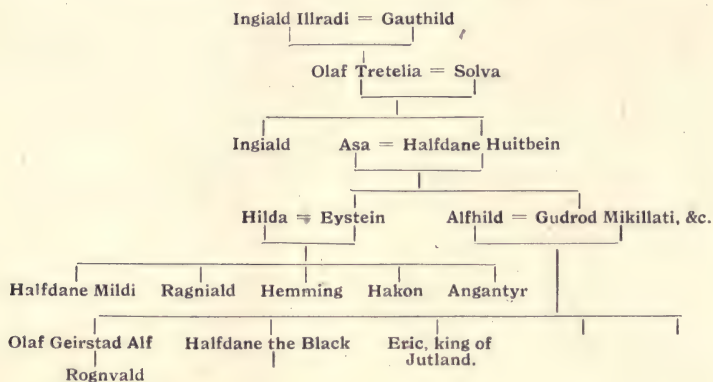 Ingiald Illradi = Gauthild
Olaf Tretelia = Solva
Ingiald Asa = Halfdane Huitbein
Hilda = Eystein Alfhild = Gudrod Mikillati, &c.
Halfdane Mildi Ragniald Hemming Hakon Angantyr
Olaf Geirstad Alf Halfdane the Black Eric, king of
Jutland.
Rognvald